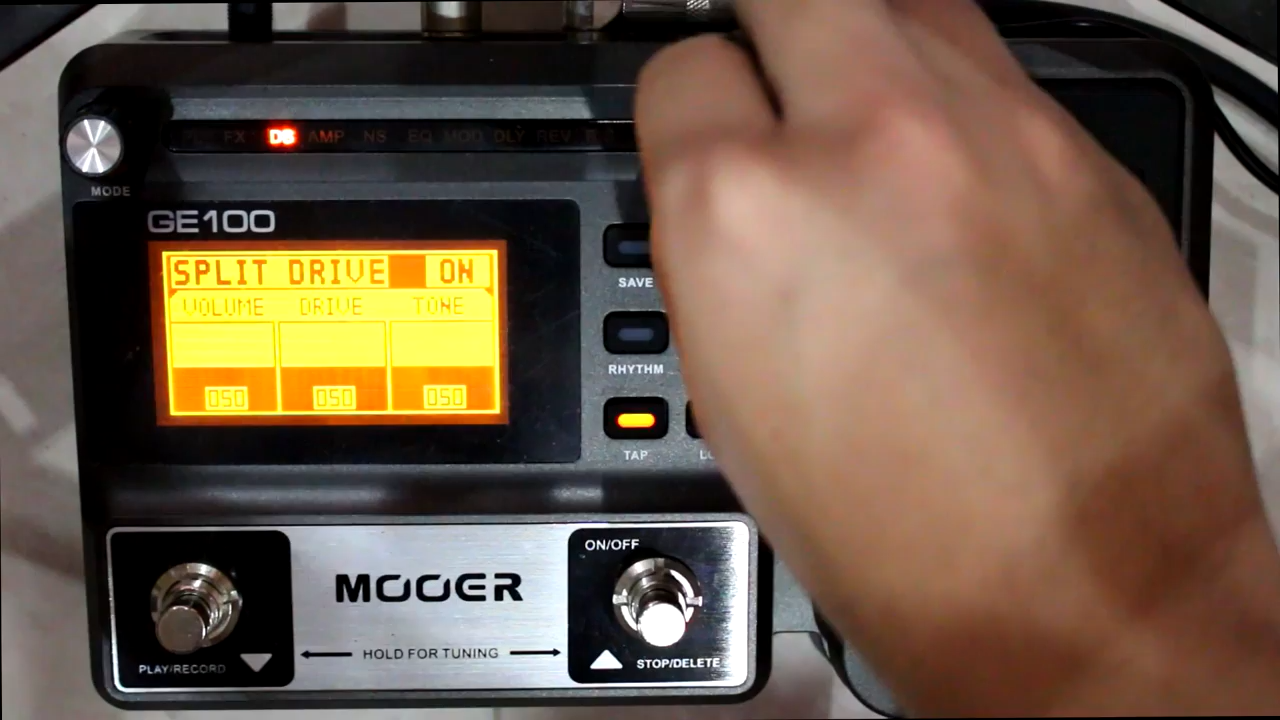 FX DS AMP NS EQ MOD DLY REV
MODE
GE100
SPLIT DRIVE ON
VOLUME DRIVE TONE
050 050 050
SAVE
RHYTHM
TAP
ON/OFF
MOOER
PLAY/RECORD
HOLD FOR TUNING
STOP/DELETE